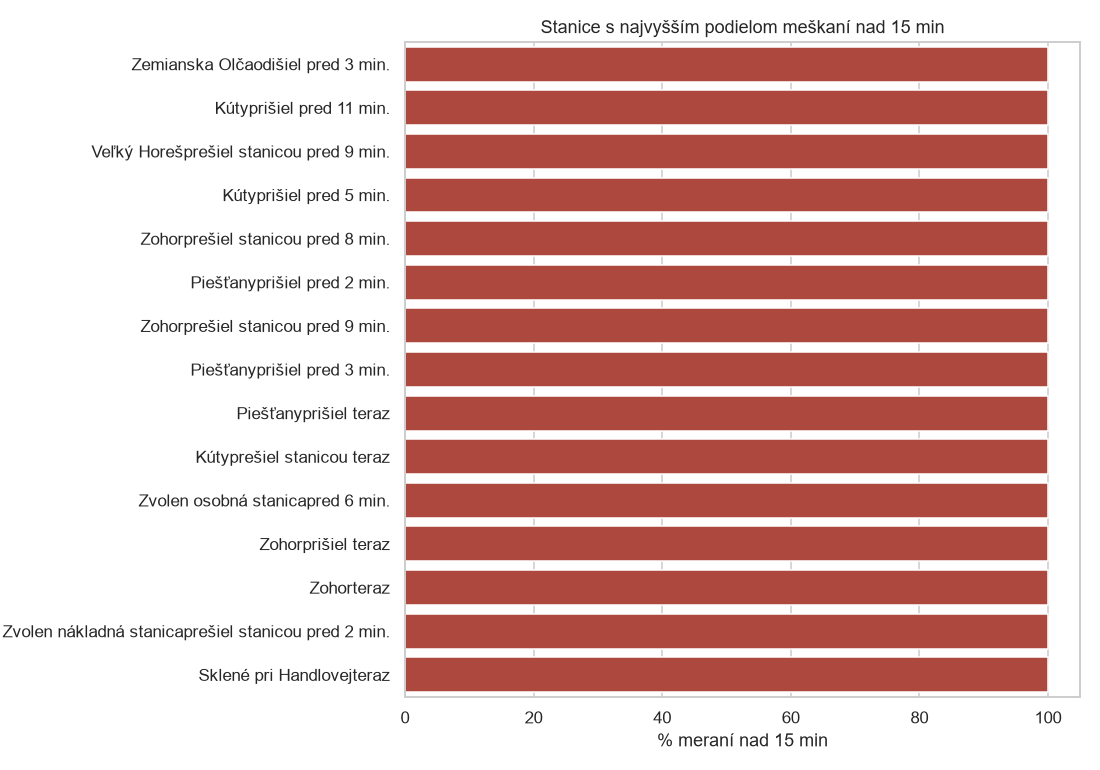 Stanice s najvyšším podielom meškaní nad 15 min
Zemianska Olčaodišiel pred 3 min.
Kútyprišiel pred 11 min.
Veľký Horešprešiel stanicou pred 9 min.
Kútyprišiel pred 5 min.
Zohorprešiel stanicou pred 8 min.
Piešťanyprišiel pred 2 min.
Zohorprešiel stanicou pred 9 min.
Piešťanyprišiel pred 3 min.
Piešťanyprišiel teraz
Kútyprešiel stanicou teraz
Zvolen osobná stanicapred 6 min.
Zohorprišiel teraz
Zohorteraz
Zvolen nákladná stanicaprešiel stanicou pred 2 min.
Sklené pri Handlovejteraz
0 20 40 60 80 100
% meraní nad 15 min